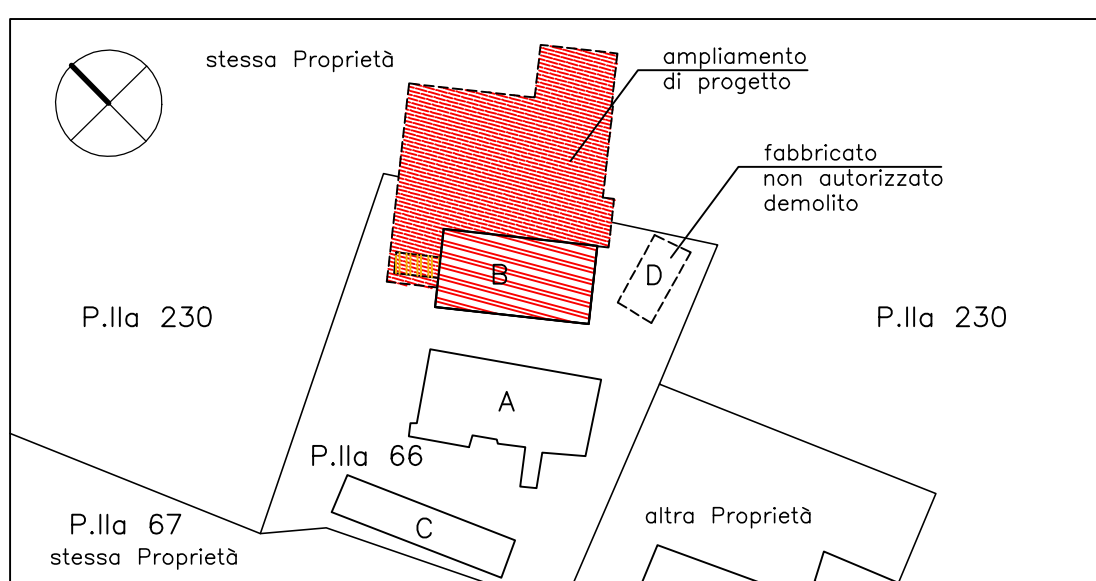 stessa Proprietà
ampliamento
di progetto
fabbricato
non autorizzato
demolito
B
D
P.lla 230
P.lla 230
A
P.lla 66
P.lla 67
stessa Proprietà
C
altra Proprietà